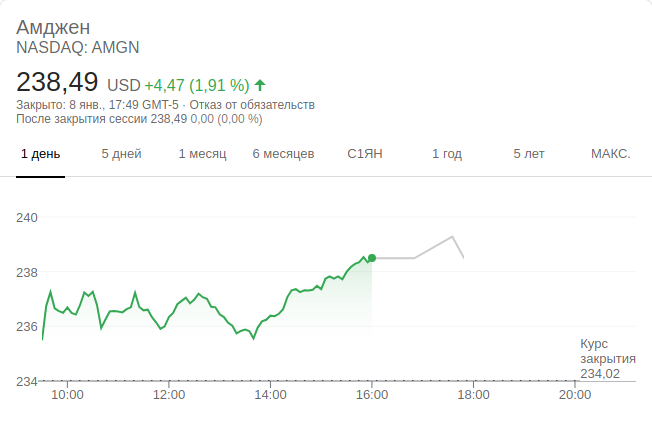 Амджен
NASDAQ: AMGN
238,49 USD +4,47 (1,91 %)
Закрыто: 8 янв., 17:49 GMT-5 · Отказ от обязательств
После закрытия сессии 238,49 0,00 (0,00 %)
1 день 5 дней 1 месяц 6 месяцев С1ЯН 1 год 5 лет МАКС.
240
238
236
Курс
закрытия
234,02
234
10:00 12:00 14:00 16:00 18:00 20:00